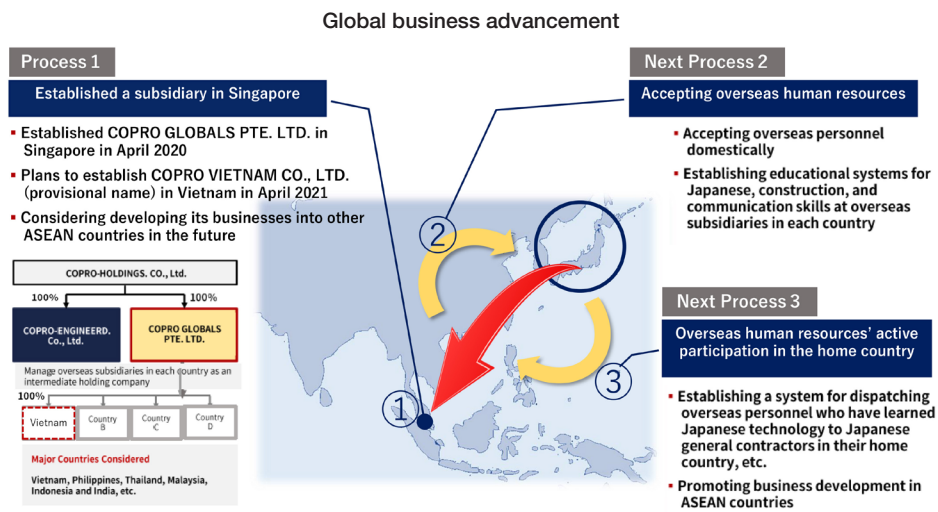 Global business advancement
Process 1
Established a subsidiary in Singapore
▪ Established COPRO GLOBALS PTE. LTD. in
Singapore in April 2020
▪ Plans to establish COPRO VIETNAM CO., LTD.
(provisional name) in Vietnam in April 2021
▪ Considering developing its businesses into other
ASEAN countries in the future
COPRO-HOLDINGS. CO., Ltd.
100%
100%
COPRO-ENGINEERD.
Co., Ltd.
COPRO GLOBALS
PTE. LTD.
Manage overseas subsidiaries in each country as an
intermediate holding company
100%
Vietnam
Country
B
Country
C
Country
D
Major Countries Considered
Vietnam, Philippines, Thailand, Malaysia,
Indonesia and India, etc.
②
①
③
Next Process 2
Accepting overseas human resources
▪ Accepting overseas personnel
domestically
▪ Establishing educational systems for
Japanese, construction, and
communication skills at overseas
subsidiaries in each country
Next Process 3
Overseas human resources’ active
participation in the home country
▪ Establishing a system for dispatching
overseas personnel who have learned
Japanese technology to Japanese
general contractors in their home
country, etc.
▪ Promoting business development in
ASEAN countries